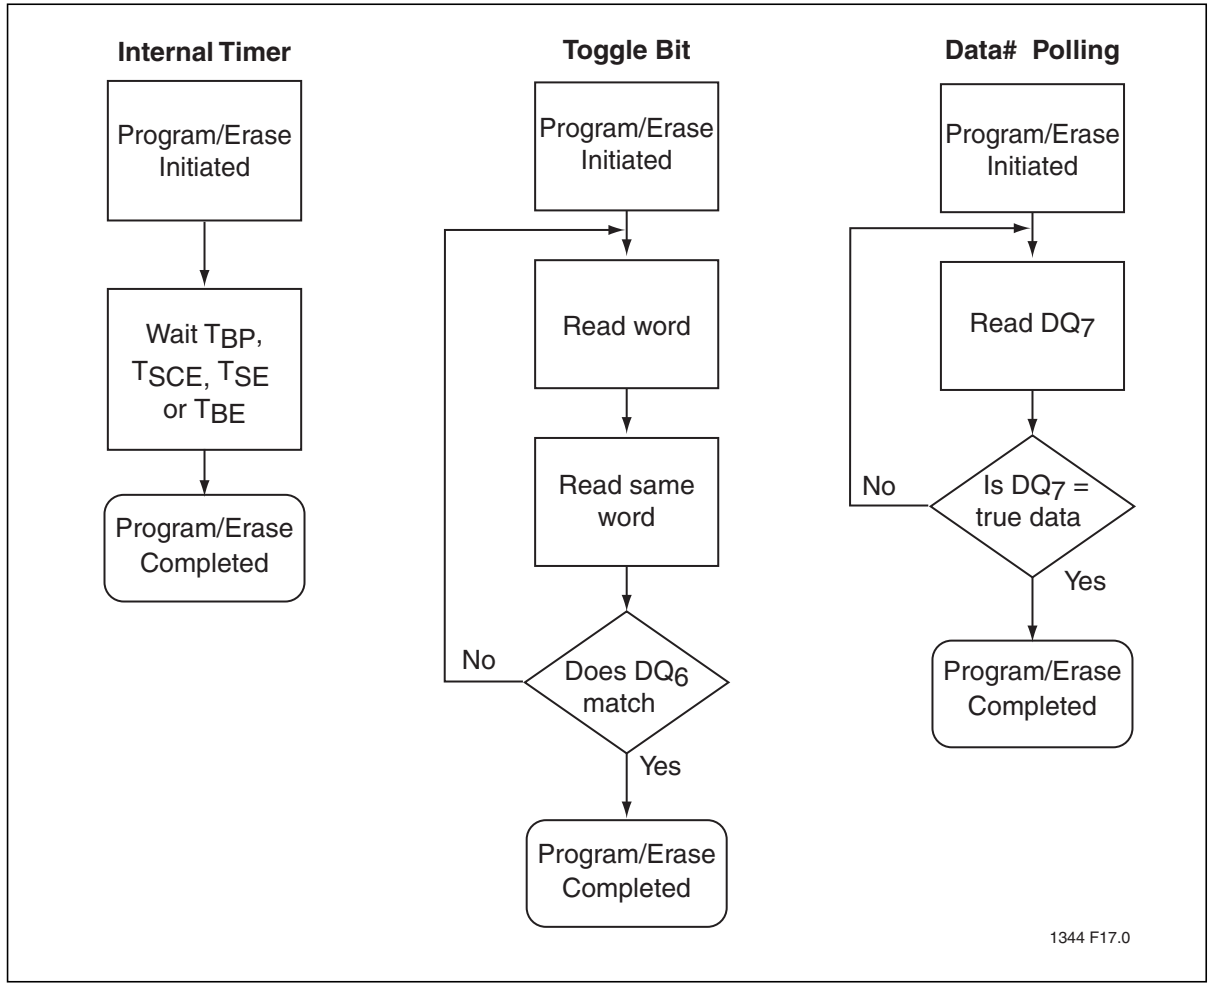 Internal Timer
Program/Erase
Initiated
Wait TBP,
TSCE, TSE
or TBE
Program/Erase
Completed
Toggle Bit
Program/Erase
Initiated
Read word
Read same
word
Does DQ6
match
No
Yes
Program/Erase
Completed
Data# Polling
Program/Erase
Initiated
Read DQ7
Is DQ7 =
true data
No
Yes
Program/Erase
Completed
1344 F17.0